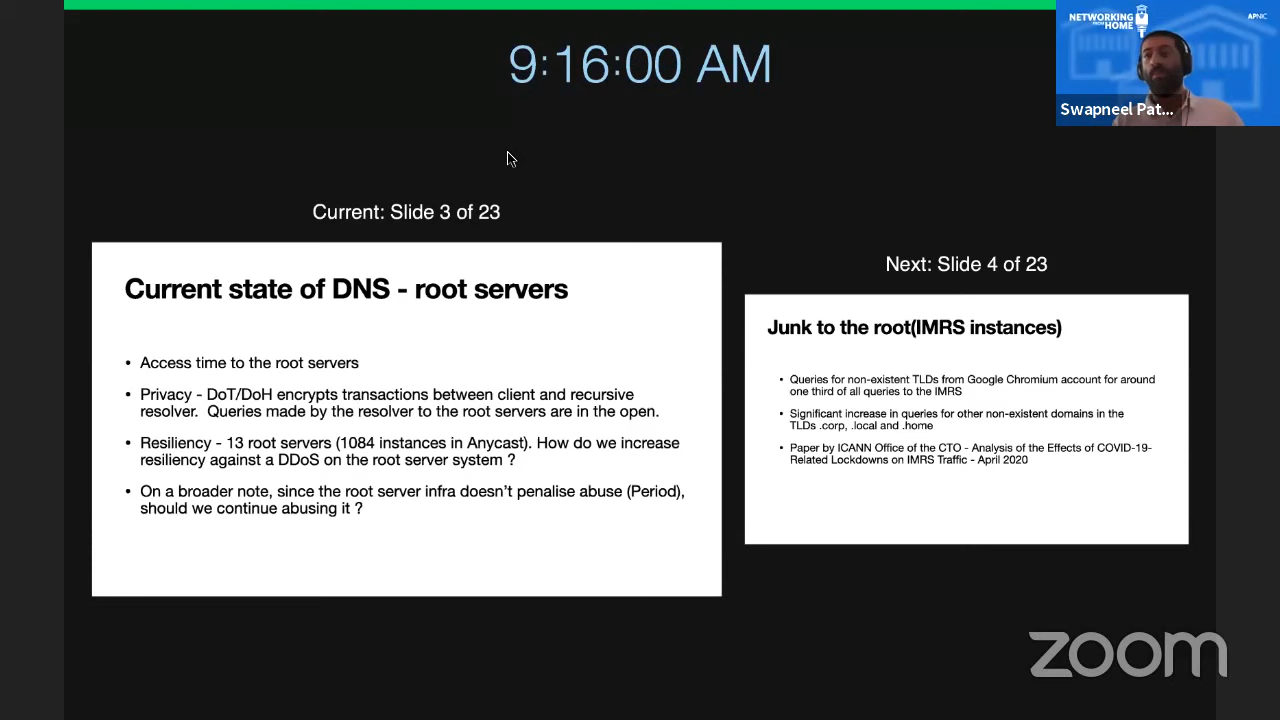 9:16:00 AM
NETWORKING
FROM
HOME
APNIC
Swapneel Pat...
Current: Slide 3 of 23
Current state of DNS - root servers
• Access time to the root servers
• Privacy - DoT/DoH encrypts transactions between client and recursive
resolver. Queries made by the resolver to the root servers are in the open.
• Resiliency - 13 root servers (1084 instances in Anycast). How do we increase
resiliency against a DDoS on the root server system ?
• On a broader note, since the root server infra doesn't penalise abuse (Period),
should we continue abusing it ?
Next: Slide 4 of 23
Junk to the root(IMRS instances)
• Queries for non-existent TLDs from Google Chromium account for around
one third of all queries to the IMRS
• Significant increase in queries for other non-existent domains in the
TLDs .corp, .local and .home
• Paper by ICANN Office of the CTO - Analysis of the Effects of COVID-19-
Related Lockdowns on IMRS Traffic - April 2020
zoom